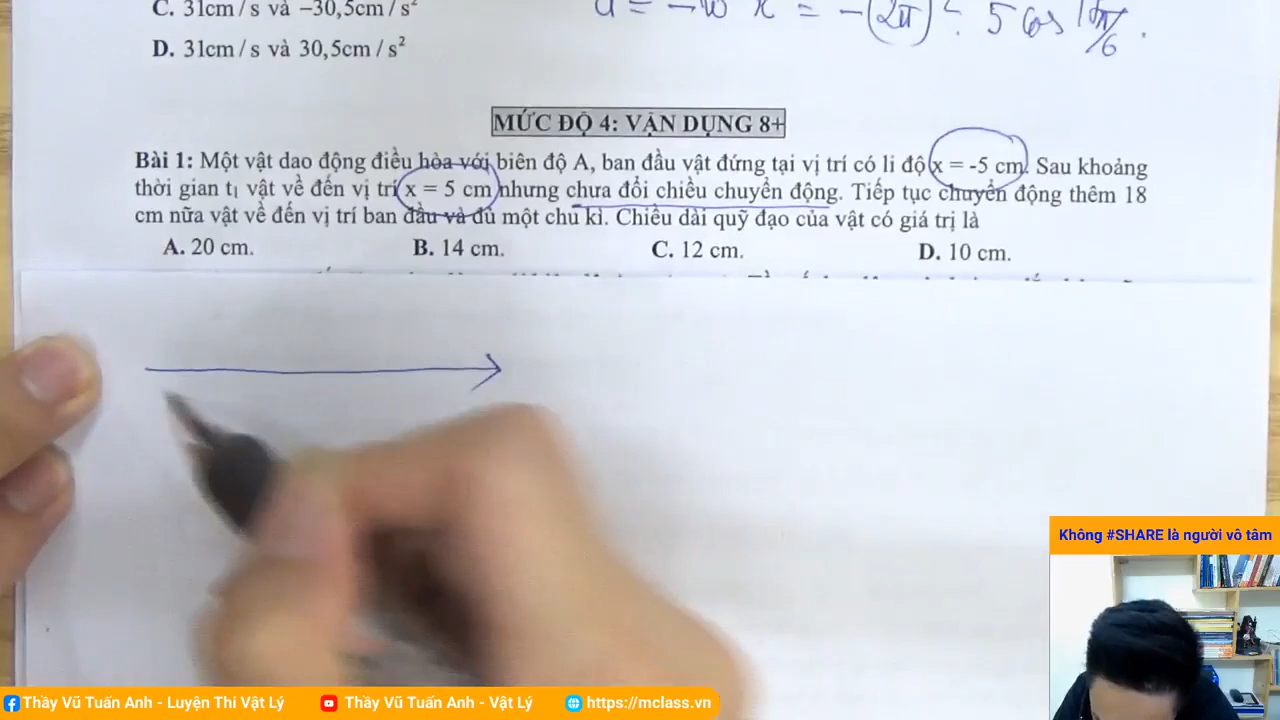 C. 31cm / s và −30,5cm / s²
a = −ω² x = −(2π)². 5 cos π/6.
D. 31cm / s và 30,5cm / s²
MỨC ĐỘ 4: VẬN DỤNG 8+
Bài 1: Một vật dao động điều hòa với biên độ A, ban đầu vật đứng tại vị trí có li độ x = -5 cm. Sau khoảng
thời gian t₁ vật về đến vị trí x = 5 cm nhưng chưa đổi chiều chuyển động. Tiếp tục chuyển động thêm 18
cm nữa vật về đến vị trí ban đầu và đủ một chu kì. Chiều dài quỹ đạo của vật có giá trị là
A. 20 cm. B. 14 cm. C. 12 cm. D. 10 cm.
Không #SHARE là người vô tâm
Thầy Vũ Tuấn Anh - Luyện Thi Vật Lý Thầy Vũ Tuấn Anh - Vật Lý https://mclass.vn